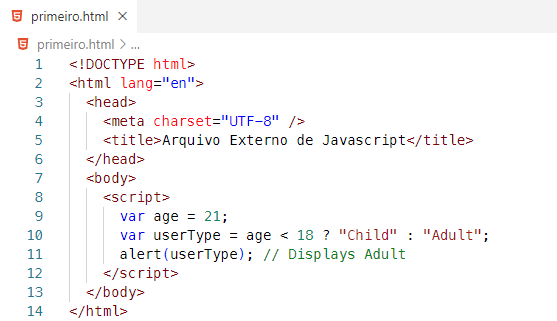 primeiro.html ×
primeiro.html > ...
1 <!DOCTYPE html>
2 <html lang="en">
3 <head>
4 <meta charset="UTF-8" />
5 <title>Arquivo Externo de Javascript</title>
6 </head>
7 <body>
8 <script>
9 var age = 21;
10 var userType = age < 18 ? "Child" : "Adult";
11 alert(userType); // Displays Adult
12 </script>
13 </body>
14 </html>